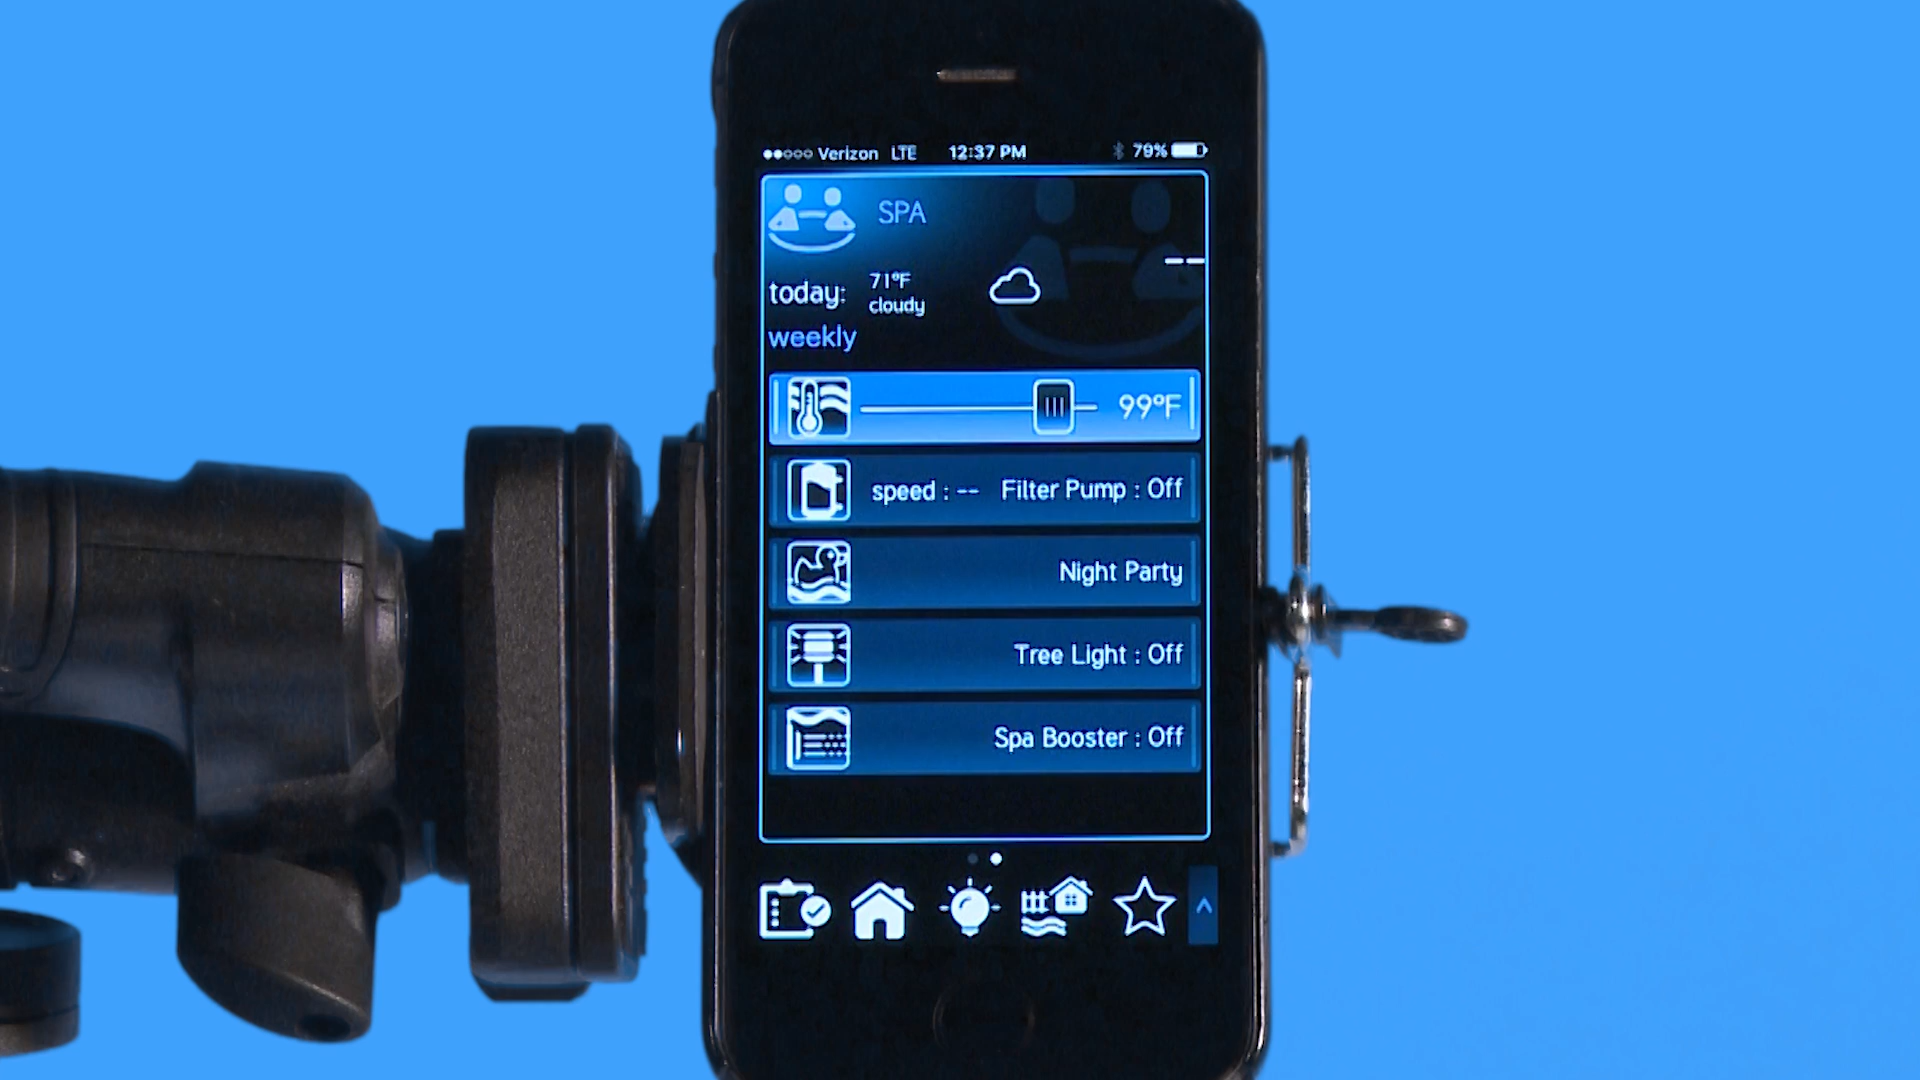 Verizon LTE 12:37 PM 79%
SPA
--
today: 71°F
cloudy
weekly
99°F
speed : -- Filter Pump : Off
Night Party
Tree Light : Off
Spa Booster : Off